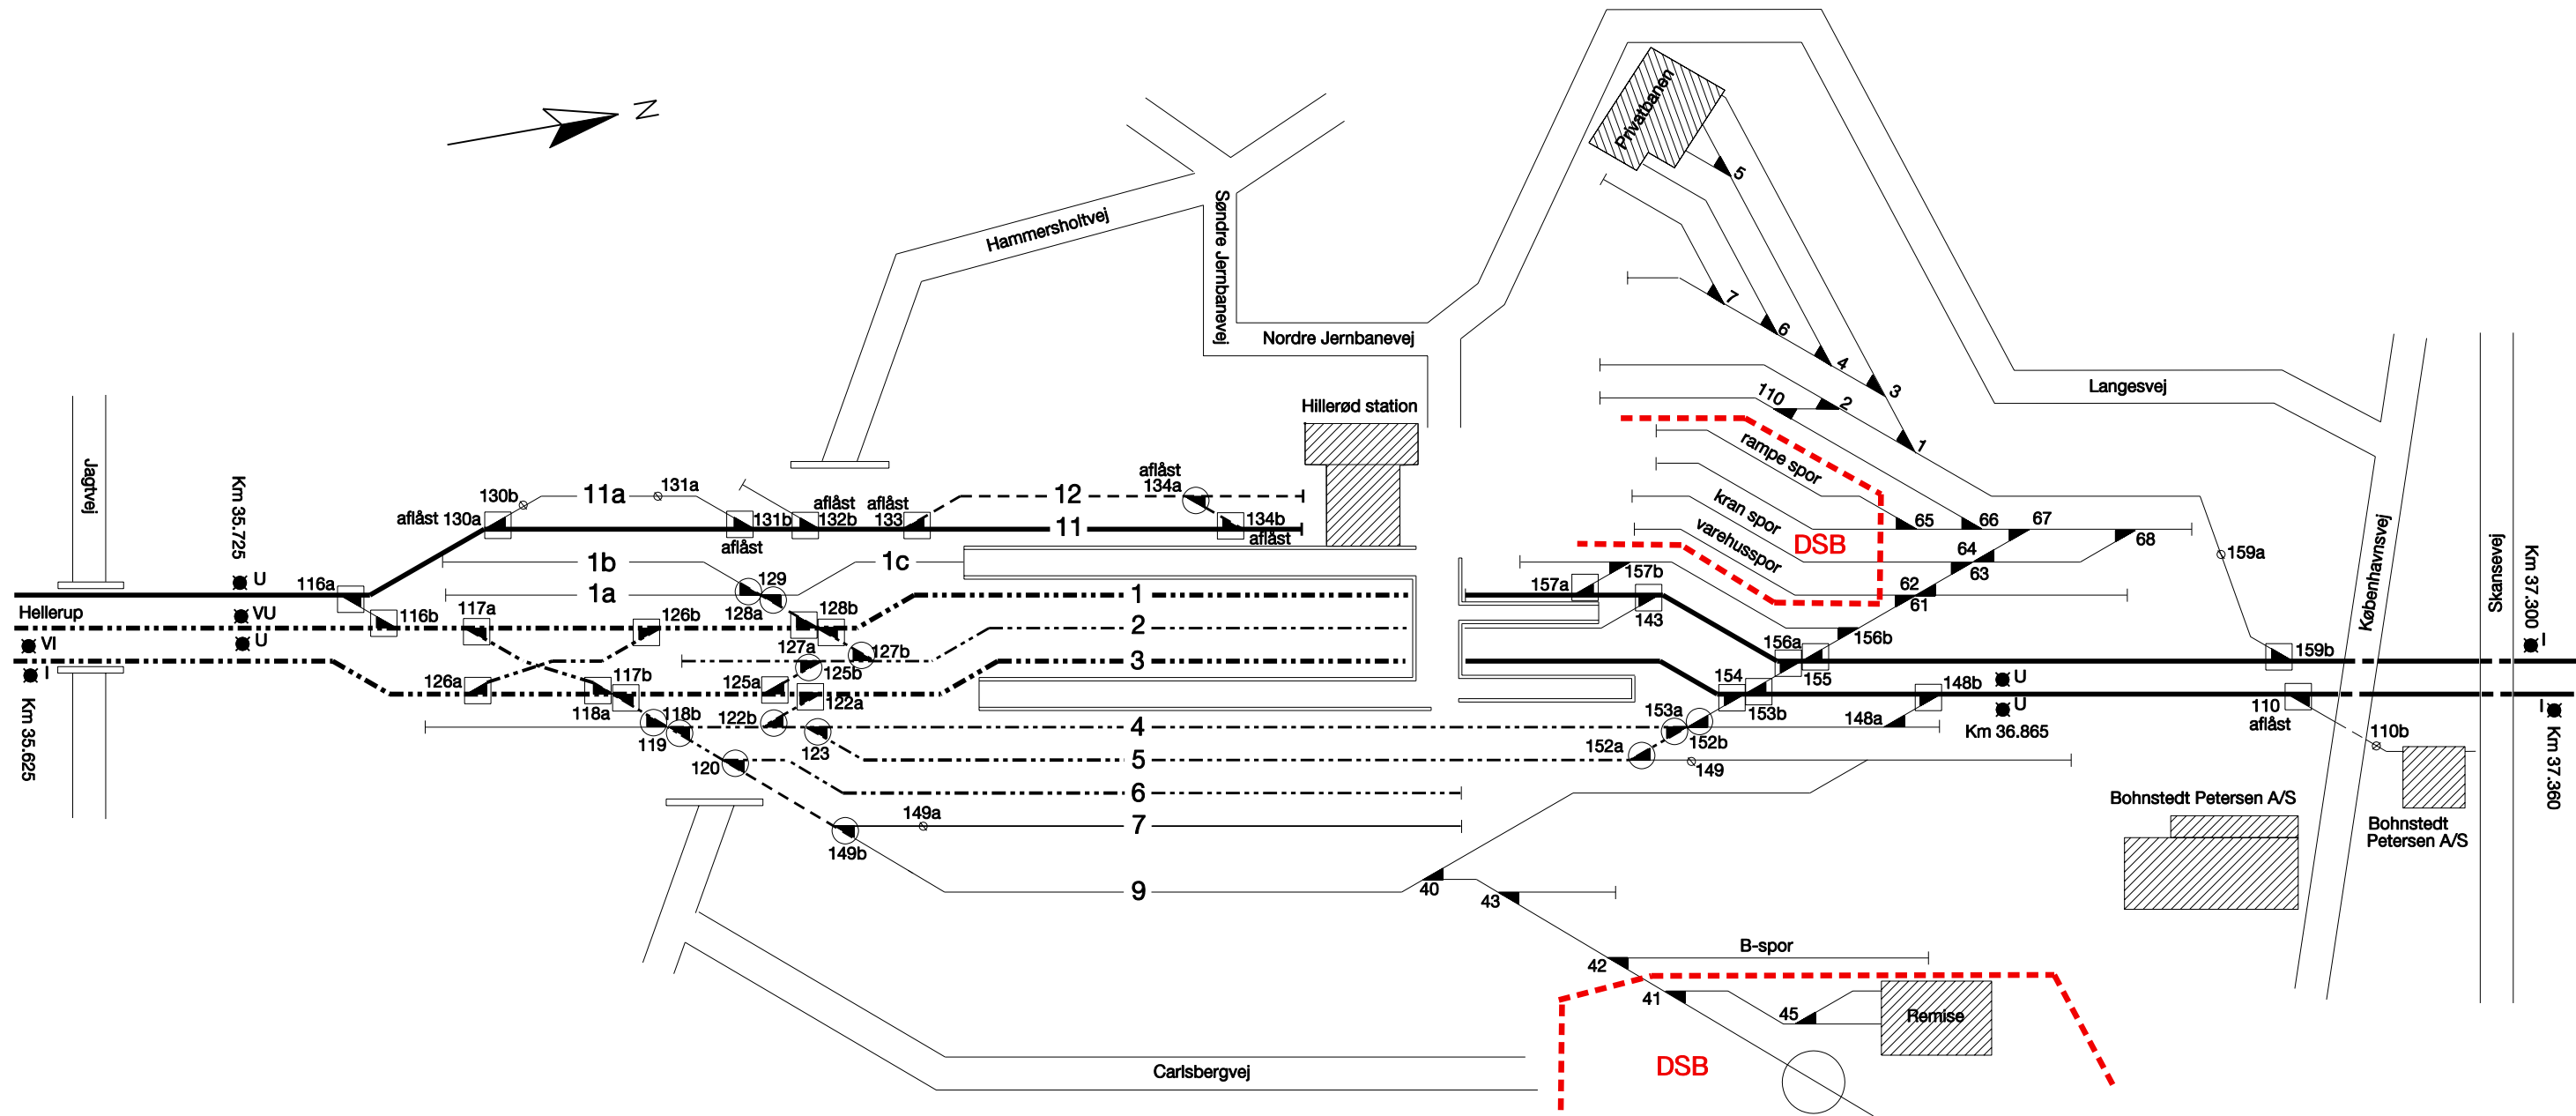 N
Privatbanen
5
7
6
4
3
2
110
1
Hammersholtvej
Søndre Jernbanevej
Nordre Jernbanevej
Langesvej
Københavnsvej
Skansevej
Jagtvej
Hillerød station
rampe spor
kran spor
varehusspor
DSB
65
66
67
68
64
63
62
61
159a
159b
Km 37.300
I
I
Km 37.360
Km 35.725
U
VU
U
Hellerup
VI
I
Km 35.625
116a
116b
117a
117b
118a
118b
119
120
126a
126b
aflåst 130a
130b
11a
131a
131b
aflåst
aflåst
132b
aflåst
133
12
aflåst
134a
134b
aflåst
11
1b
1a
1c
129
128a
128b
127a
127b
125a
125b
122a
122b
123
1
2
3
4
5
6
7
9
149a
149b
157a
157b
143
156a
156b
155
154
153a
153b
152a
152b
149
148a
148b
U
U
Km 36.865
110
aflåst
110b
Bohnstedt Petersen A/S
Bohnstedt
Petersen A/S
40
43
42
41
45
B-spor
Remise
DSB
Carlsbergvej